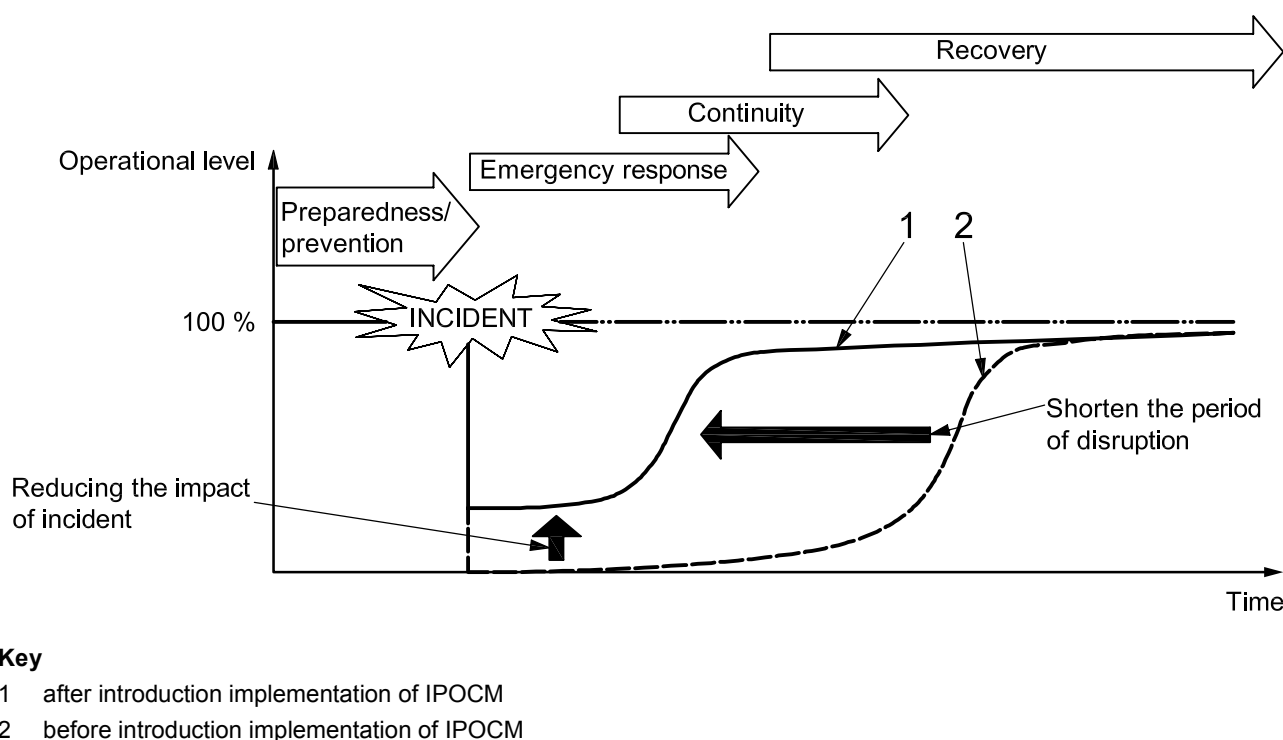 Recovery
Continuity
Operational level
Emergency response
Preparedness/
prevention
1 2
100 %
INCIDENT
Shorten the period
of disruption
Reducing the impact
of incident
Time
Key
1 after introduction implementation of IPOCM
2 before introduction implementation of IPOCM